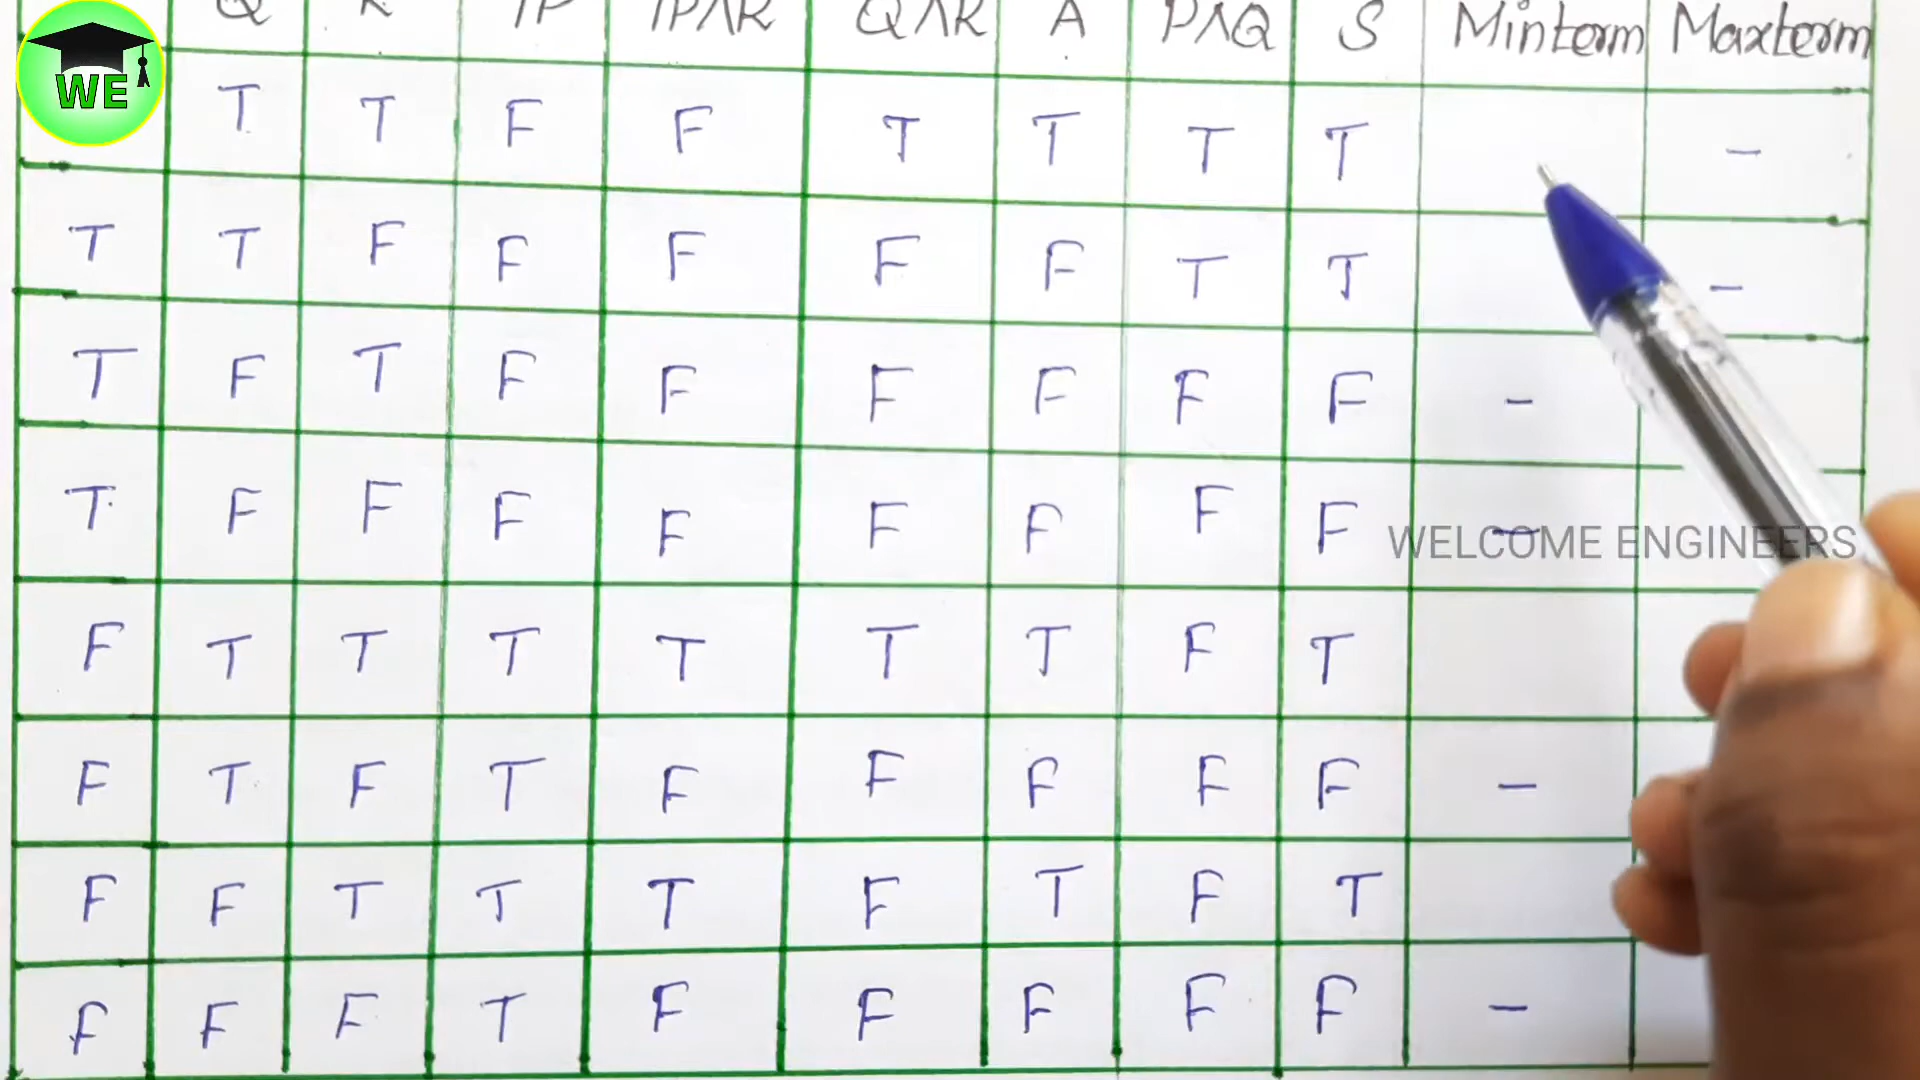 Q R ┐P ┐P∧R Q∧R A P∧Q S Minterm Maxterm
WE
T T F F T T T T -
T T F F F F F T T -
T F T F F F F F F -
T F F F F F F F F -
WELCOME ENGINEERS
F T T T T T T F T
F T F T F F F F F -
F F T T T F T F T
F F F T F F F F F -